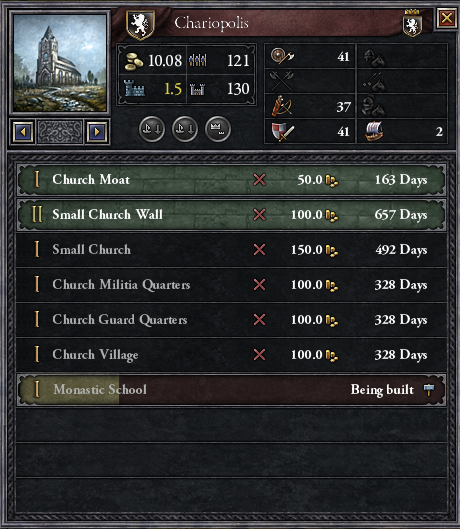 Chariopolis
10.08 121
1.5 130
41
37
41 2
I Church Moat 50.0 163 Days
II Small Church Wall 100.0 657 Days
I Small Church 150.0 492 Days
I Church Militia Quarters 100.0 328 Days
I Church Guard Quarters 100.0 328 Days
I Church Village 100.0 328 Days
I Monastic School Being built